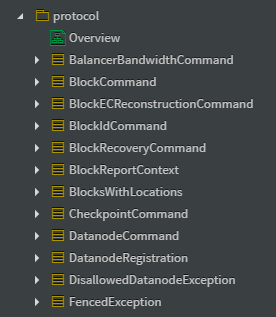 protocol
Overview
BalancerBandwidthCommand
BlockCommand
BlockECReconstructionCommand
BlockIdCommand
BlockRecoveryCommand
BlockReportContext
BlocksWithLocations
CheckpointCommand
DatanodeCommand
DatanodeRegistration
DisallowedDatanodeException
FencedException